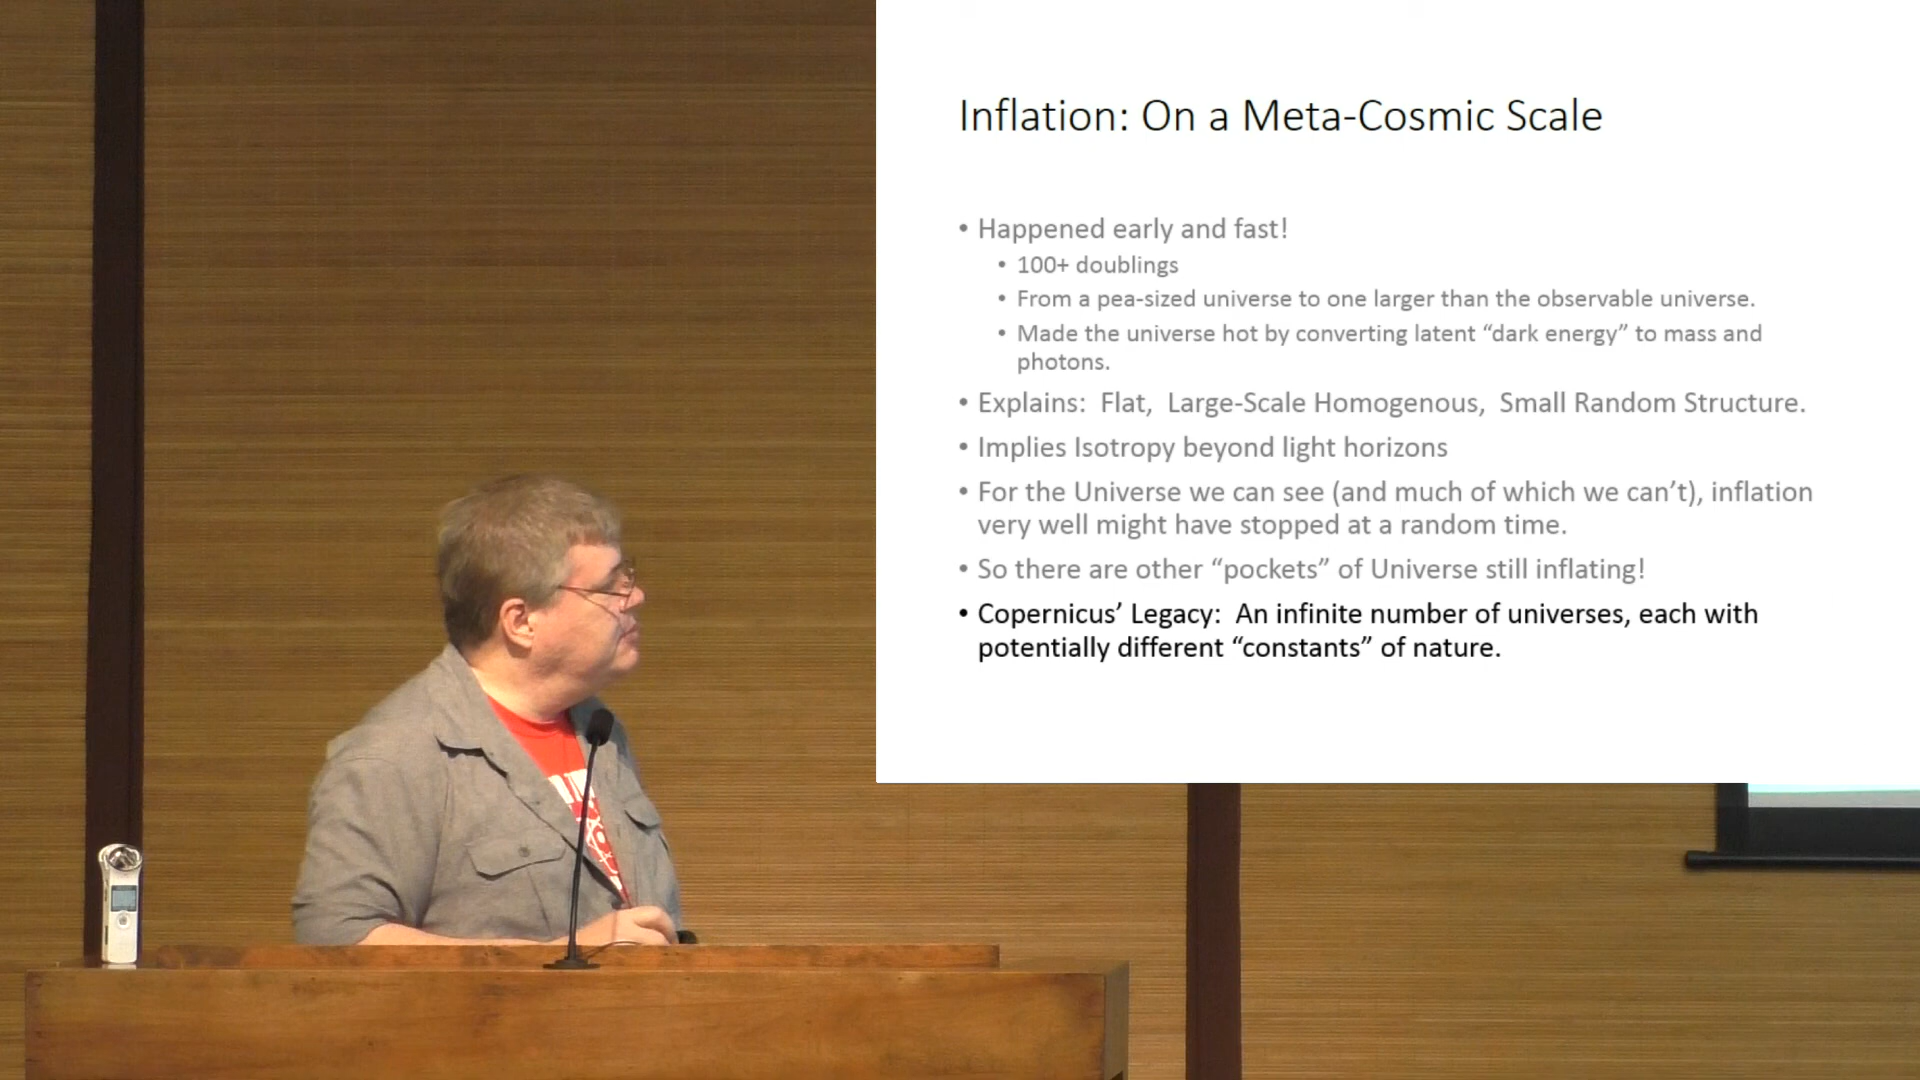 Inflation: On a Meta-Cosmic Scale
• Happened early and fast!
• 100+ doublings
• From a pea-sized universe to one larger than the observable universe.
• Made the universe hot by converting latent “dark energy” to mass and
photons.
• Explains:  Flat,  Large-Scale Homogenous,  Small Random Structure.
• Implies Isotropy beyond light horizons
• For the Universe we can see (and much of which we can’t), inflation
very well might have stopped at a random time.
• So there are other “pockets” of Universe still inflating!
• Copernicus’ Legacy:  An infinite number of universes, each with
potentially different “constants” of nature.